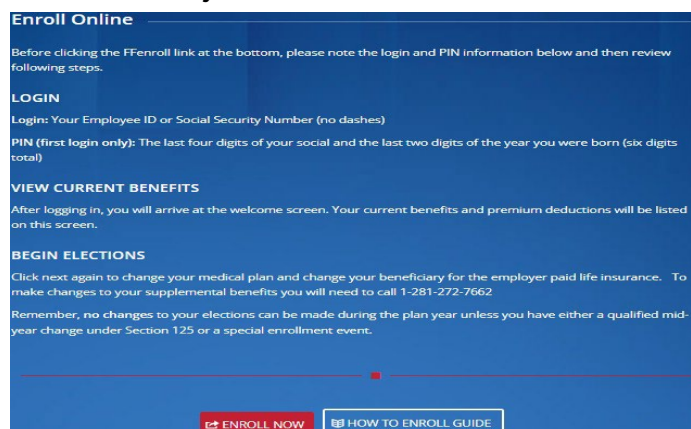 Enroll Online
Before clicking the FFenroll link at the bottom, please note the login and PIN information below and then review
following steps.
LOGIN
Login: Your Employee ID or Social Security Number (no dashes)
PIN (first login only): The last four digits of your social and the last two digits of the year you were born (six digits
total)
VIEW CURRENT BENEFITS
After logging in, you will arrive at the welcome screen. Your current benefits and premium deductions will be listed
on this screen.
BEGIN ELECTIONS
Click next again to change your medical plan and change your beneficiary for the employer paid life insurance. To
make changes to your supplemental benefits you will need to call 1-281-272-7662
Remember, no changes to your elections can be made during the plan year unless you have either a qualified mid-
year change under Section 125 or a special enrollment event.
ENROLL NOW
HOW TO ENROLL GUIDE